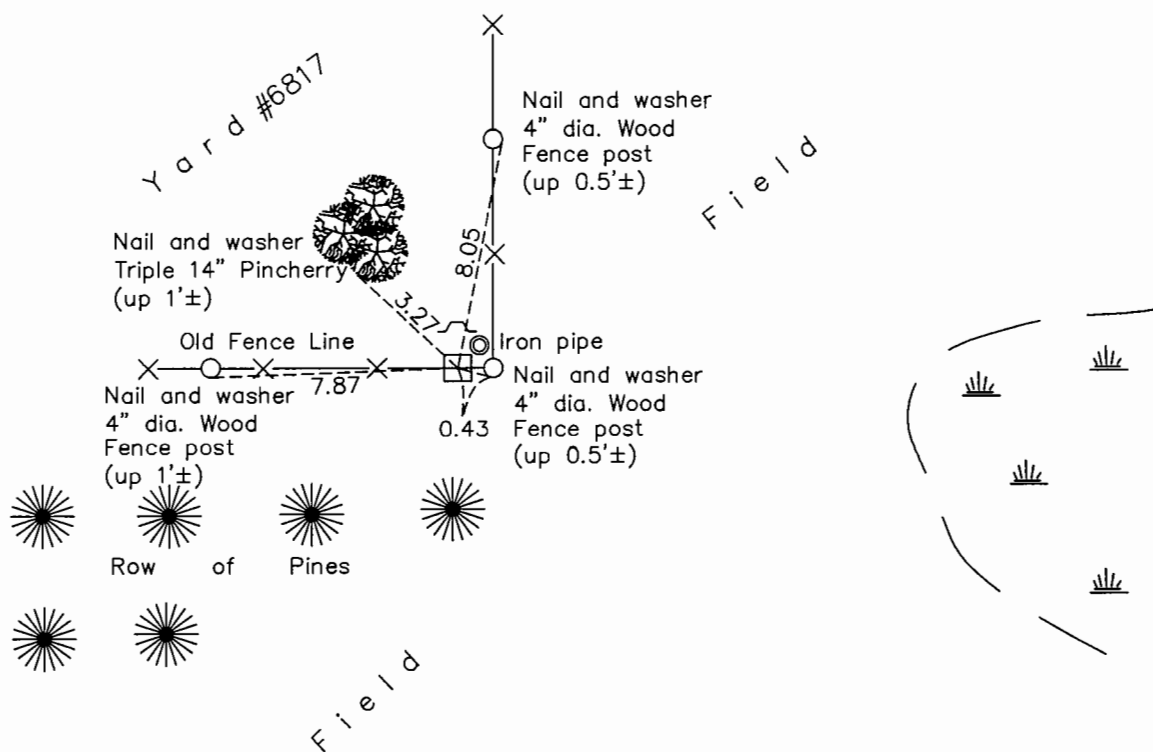 Yard #6817
Nail and washer
4" dia. Wood
Fence post
(up 0.5'±)
Field
Nail and washer
Triple 14" Pincherry
(up 1'±)
8.05
3.27
Old Fence Line
Iron pipe
7.87
Nail and washer
4" dia. Wood
Fence post
(up 1'±)
0.43
Nail and washer
4" dia. Wood
Fence post
(up 0.5'±)
Row of Pines
Field